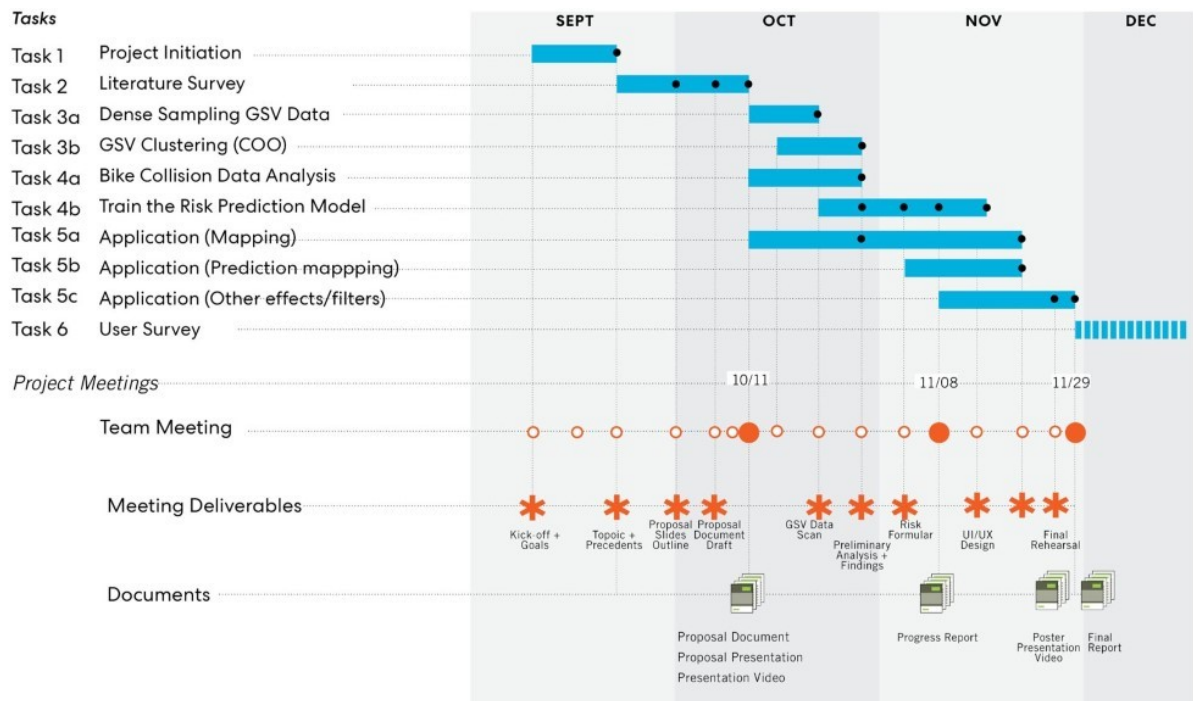 Tasks
SEPT OCT NOV DEC
Task 1 Project Initiation
Task 2 Literature Survey
Task 3a Dense Sampling GSV Data
Task 3b GSV Clustering (COO)
Task 4a Bike Collision Data Analysis
Task 4b Train the Risk Prediction Model
Task 5a Application (Mapping)
Task 5b Application (Prediction mappping)
Task 5c Application (Other effects/filters)
Task 6 User Survey
Project Meetings
10/11 11/08 11/29
Team Meeting
Meeting Deliverables
Kick-off +
Goals
Topoic +
Precedents
Proposal
Slides
Outline
Proposal
Document
Draft
GSV Data
Scan
Preliminary
Analysis +
Findings
Risk
Formular
UI/UX
Design
Final
Rehearsal
Documents
Proposal Document
Proposal Presentation
Presentation Video
Progress Report
Poster
Presentation
Video
Final
Report